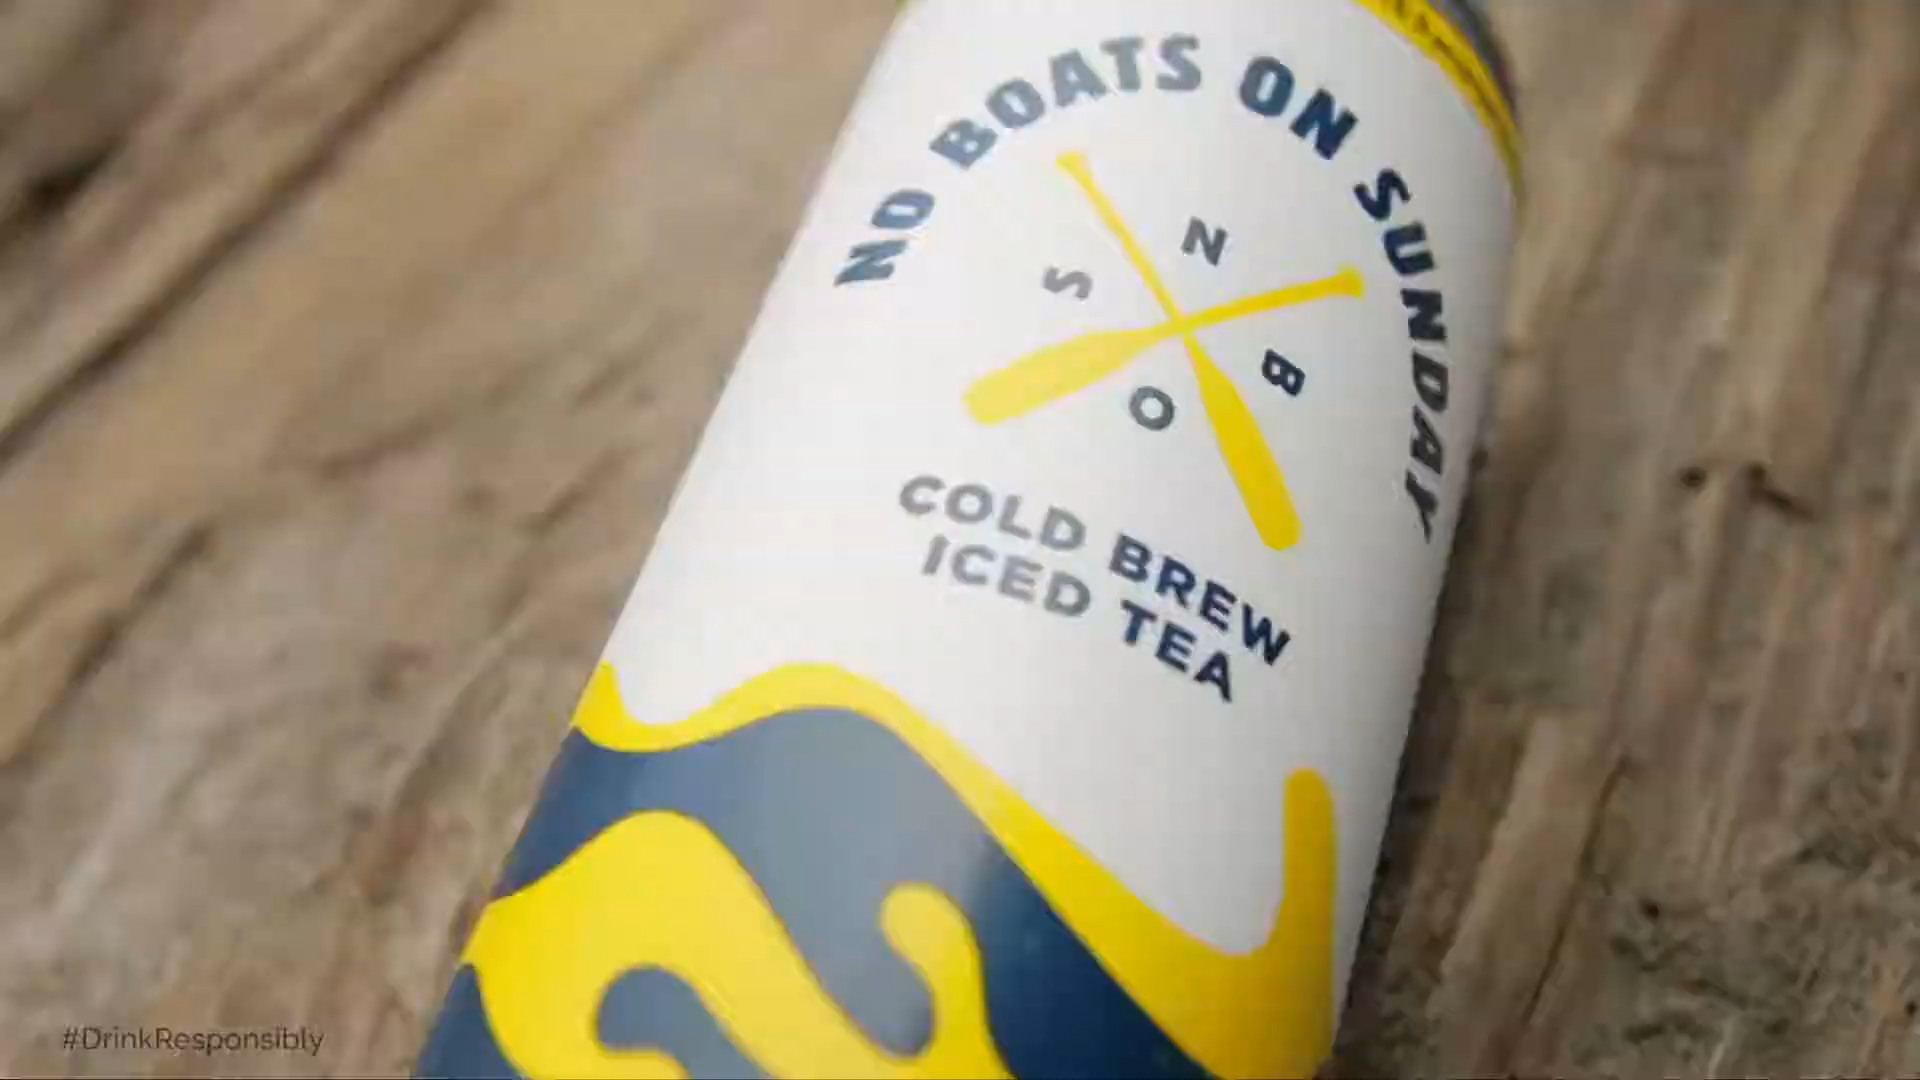 NO BOATS ON SUNDAY
N
S
B
O
COLD BREW
ICED TEA
#DrinkResponsibly